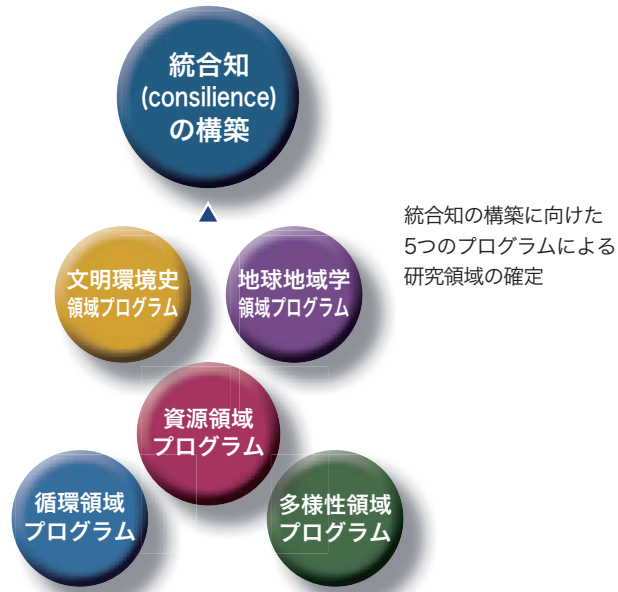 統合知
(consilience)
の構築
統合知の構築に向けた
5つのプログラムによる
研究領域の確定
文明環境史
領域プログラム
地球地域学
領域プログラム
資源領域
プログラム
循環領域
プログラム
多様性領域
プログラム